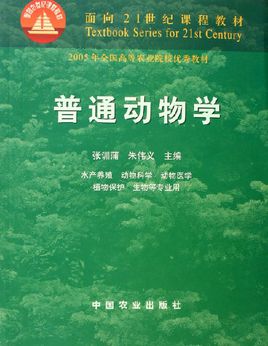 面向21世纪课程教材
Textbook Series for 21st Century
2005年全国高等农业院校优秀教材
普通动物学
张训蒲 朱伟义 主编
水产养殖 动物科学 动物医学
植物保护 生物等专业用
中国农业出版社